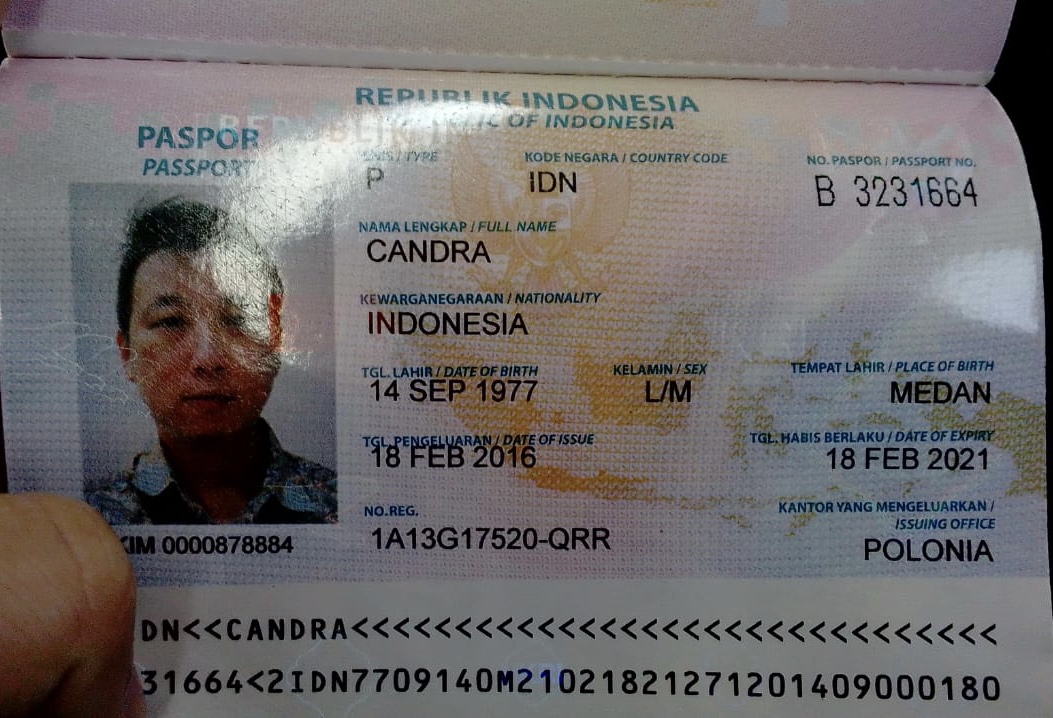 REPUBLIK INDONESIA
REPUBLIC OF INDONESIA
PASPOR
PASSPORT
JENIS / TYPE KODE NEGARA / COUNTRY CODE NO. PASPOR / PASSPORT NO.
P IDN B 3231664
NAMA LENGKAP / FULL NAME
CANDRA
KEWARGANEGARAAN / NATIONALITY
INDONESIA
TGL. LAHIR / DATE OF BIRTH KELAMIN / SEX TEMPAT LAHIR / PLACE OF BIRTH
14 SEP 1977 L/M MEDAN
TGL. PENGELUARAN / DATE OF ISSUE TGL. HABIS BERLAKU / DATE OF EXPIRY
18 FEB 2016 18 FEB 2021
NO.REG. KANTOR YANG MENGELUARKAN /
ISSUING OFFICE
1A13G17520-QRR POLONIA
KIM 0000878884
DN<<CANDRA<<<<<<<<<<<<<<<<<<<<<<<<<<<<<<
31664<2IDN7709140M21021821271201409000180